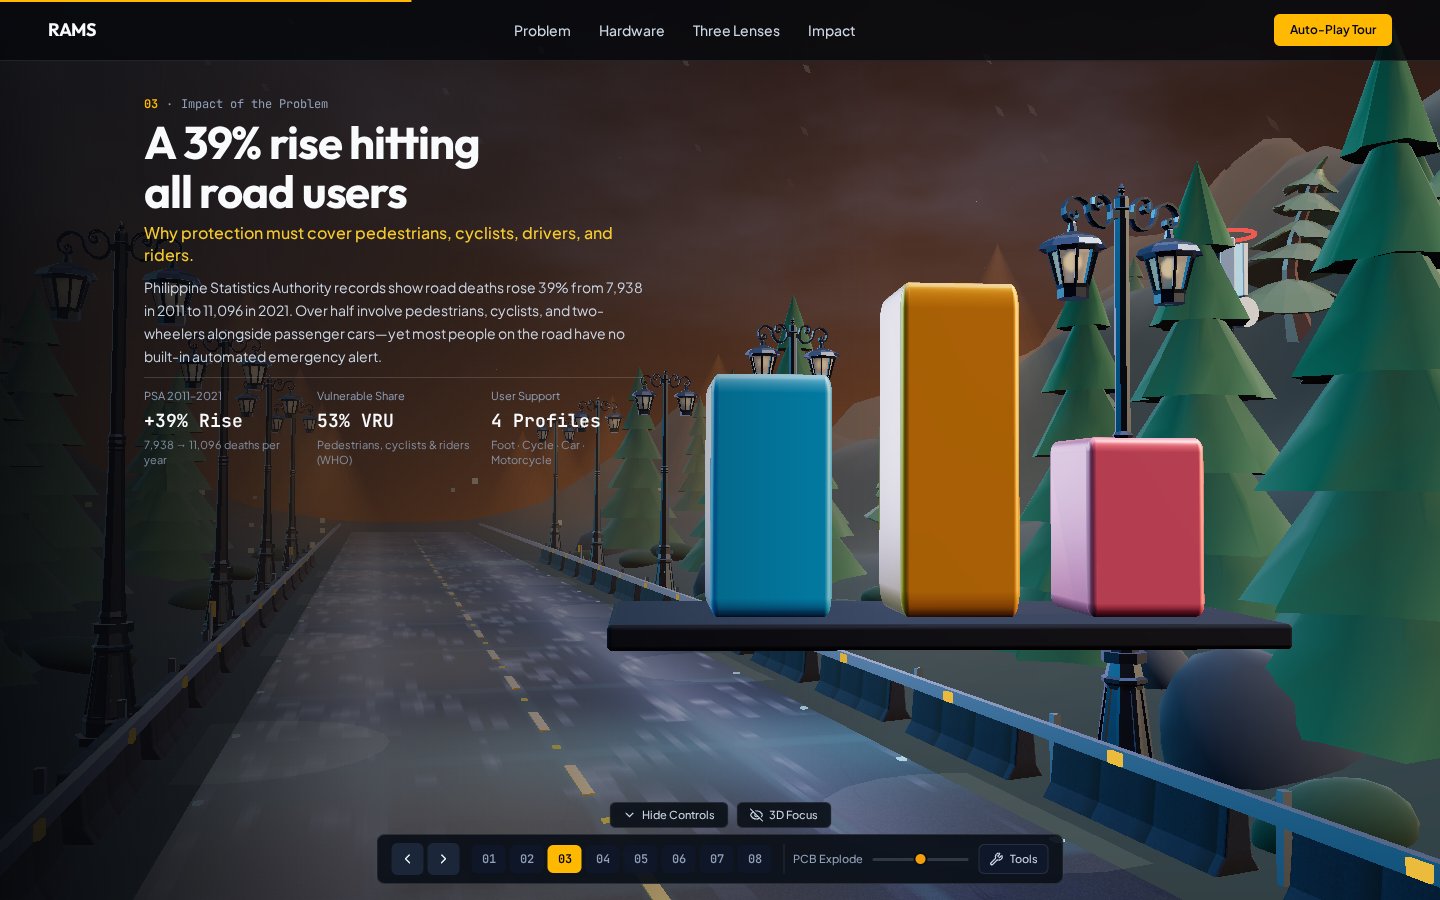 RAMS
Problem
Hardware
Three Lenses
Impact
Auto-Play Tour
03 · Impact of the Problem
A 39% rise hitting
all road users
Why protection must cover pedestrians, cyclists, drivers, and
riders.
Philippine Statistics Authority records show road deaths rose 39% from 7,938
in 2011 to 11,096 in 2021. Over half involve pedestrians, cyclists, and two-
wheelers alongside passenger cars—yet most people on the road have no
built-in automated emergency alert.
PSA 2011–2021
+39% Rise
7,938 → 11,096 deaths per
year
Vulnerable Share
53% VRU
Pedestrians, cyclists & riders
(WHO)
User Support
4 Profiles
Foot · Cycle · Car ·
Motorcycle
Hide Controls
3D Focus
01
02
03
04
05
06
07
08
PCB Explode
Tools